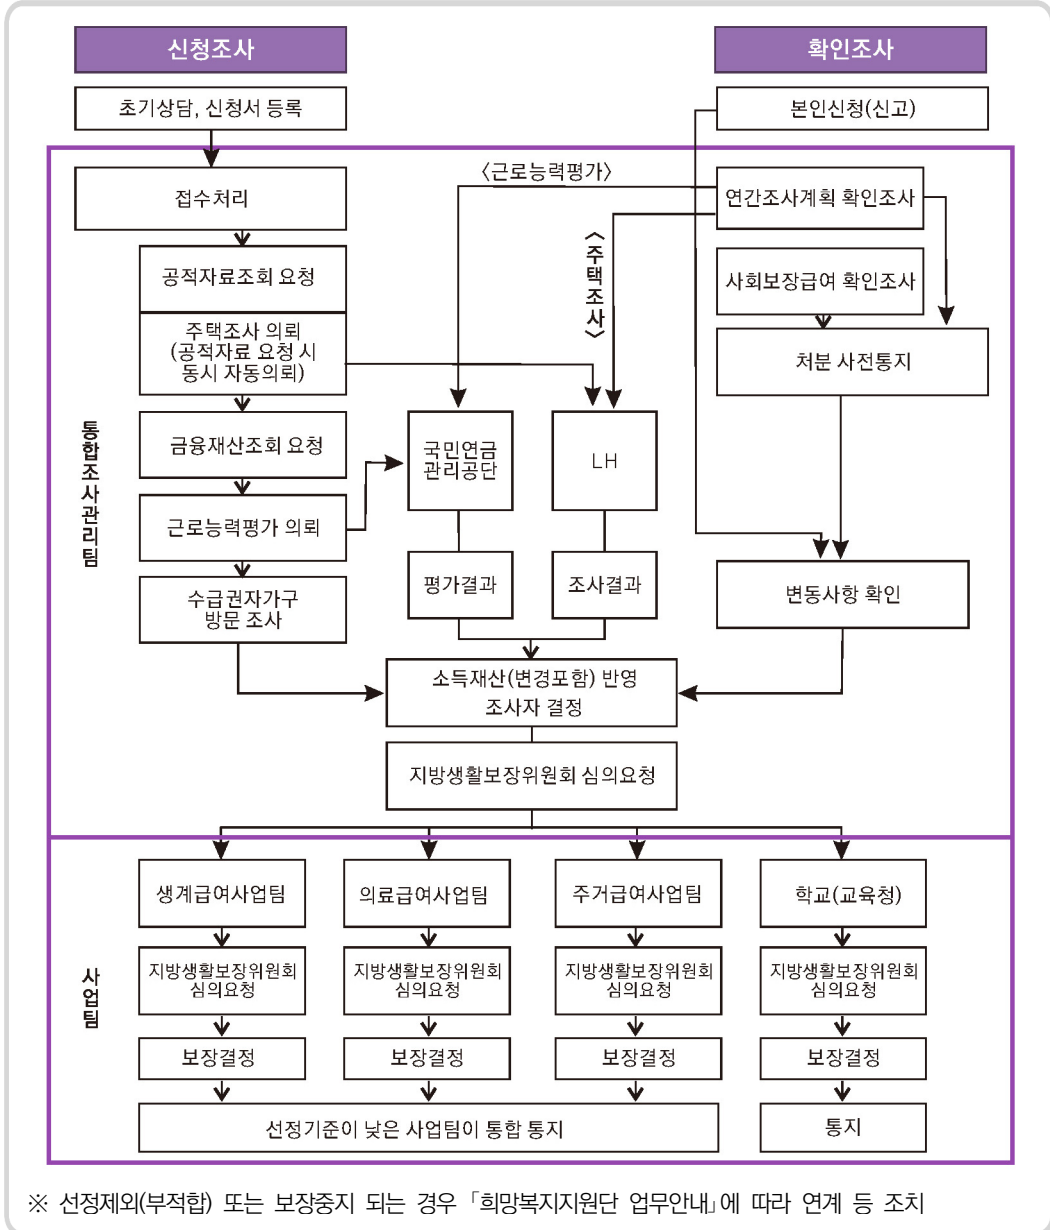 신청조사
확인조사
초기상담, 신청서 등록
본인신청(신고)
접수처리
〈근로능력평가〉
연간조사계획 확인조사
공적자료조회 요청
〈주택조사〉
사회보장급여 확인조사
주택조사 의뢰
(공적자료 요청 시
동시 자동의뢰)
처분 사전통지
통합조사관리팀
금융재산조회 요청
국민연금
관리공단
LH
근로능력평가 의뢰
평가결과
조사결과
변동사항 확인
수급권자가구
방문 조사
소득재산(변경포함) 반영
조사자 결정
지방생활보장위원회 심의요청
사업팀
생계급여사업팀
의료급여사업팀
주거급여사업팀
학교(교육청)
지방생활보장위원회
심의요청
지방생활보장위원회
심의요청
지방생활보장위원회
심의요청
지방생활보장위원회
심의요청
보장결정
보장결정
보장결정
보장결정
선정기준이 낮은 사업팀이 통합 통지
통지
※ 선정제외(부적합) 또는 보장중지 되는 경우 「희망복지지원단 업무안내」에 따라 연계 등 조치